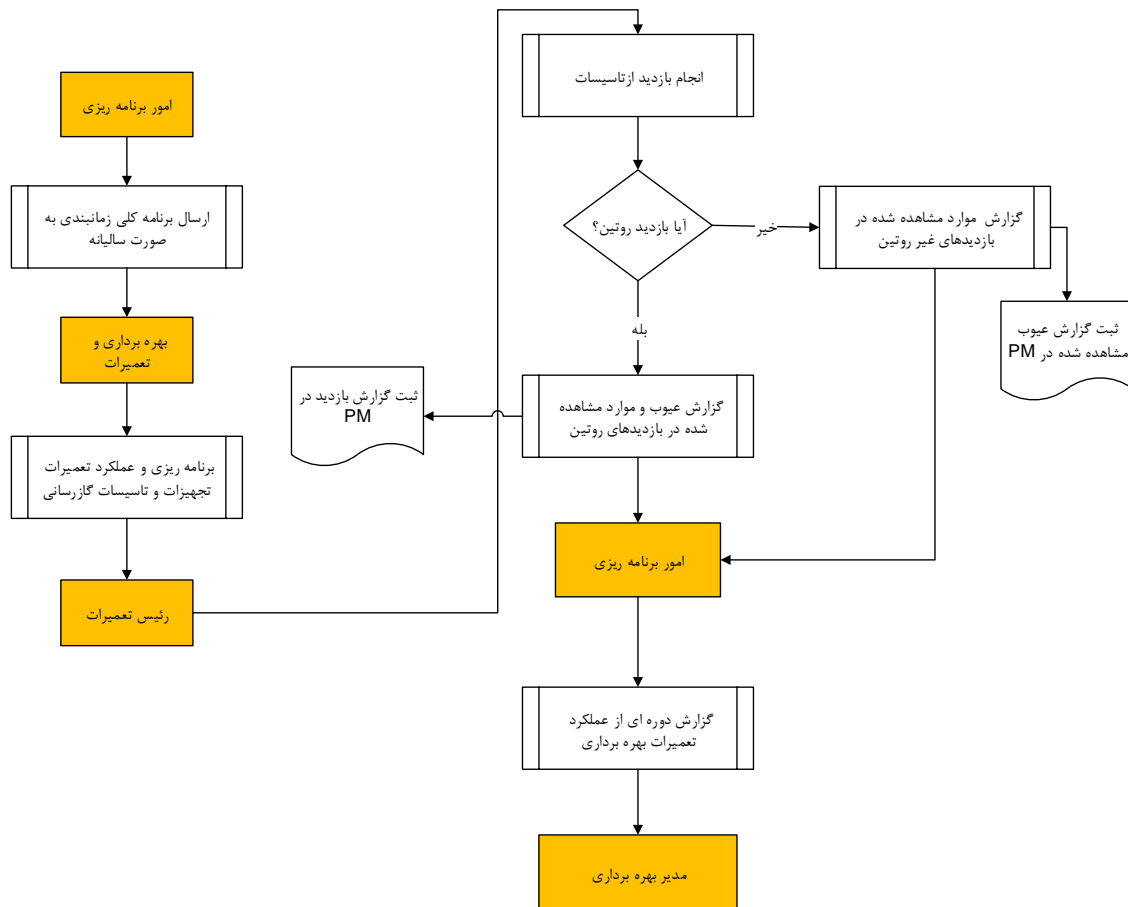 امور برنامه ریزی
ارسال برنامه کلی زمانبندی به
صورت سالیانه
بهره برداری و
تعمیرات
برنامه ریزی و عملکرد تعمیرات
تجهیزات و تاسیسات گازرسانی
رئیس تعمیرات
انجام بازدید ازتاسیسات
آیا بازدید روتین؟
خیر
گزارش موارد مشاهده شده در
بازدیدهای غیر روتین
ثبت گزارش عیوب
مشاهده شده در PM
بله
گزارش عیوب و موارد مشاهده
شده در بازدیدهای روتین
ثبت گزارش بازدید در
PM
امور برنامه ریزی
گزارش دوره ای از عملکرد
تعمیرات بهره برداری
مدیر بهره برداری